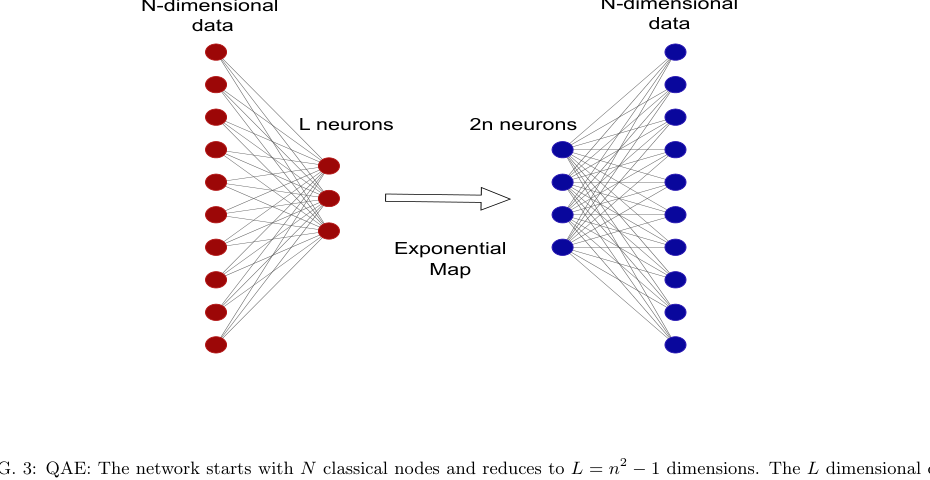 N-dimensional
data
N-dimensional
data
L neurons
2n neurons
Exponential
Map
G. 3: QAE: The network starts with N classical nodes and reduces to L = n² − 1 dimensions. The L dimensional